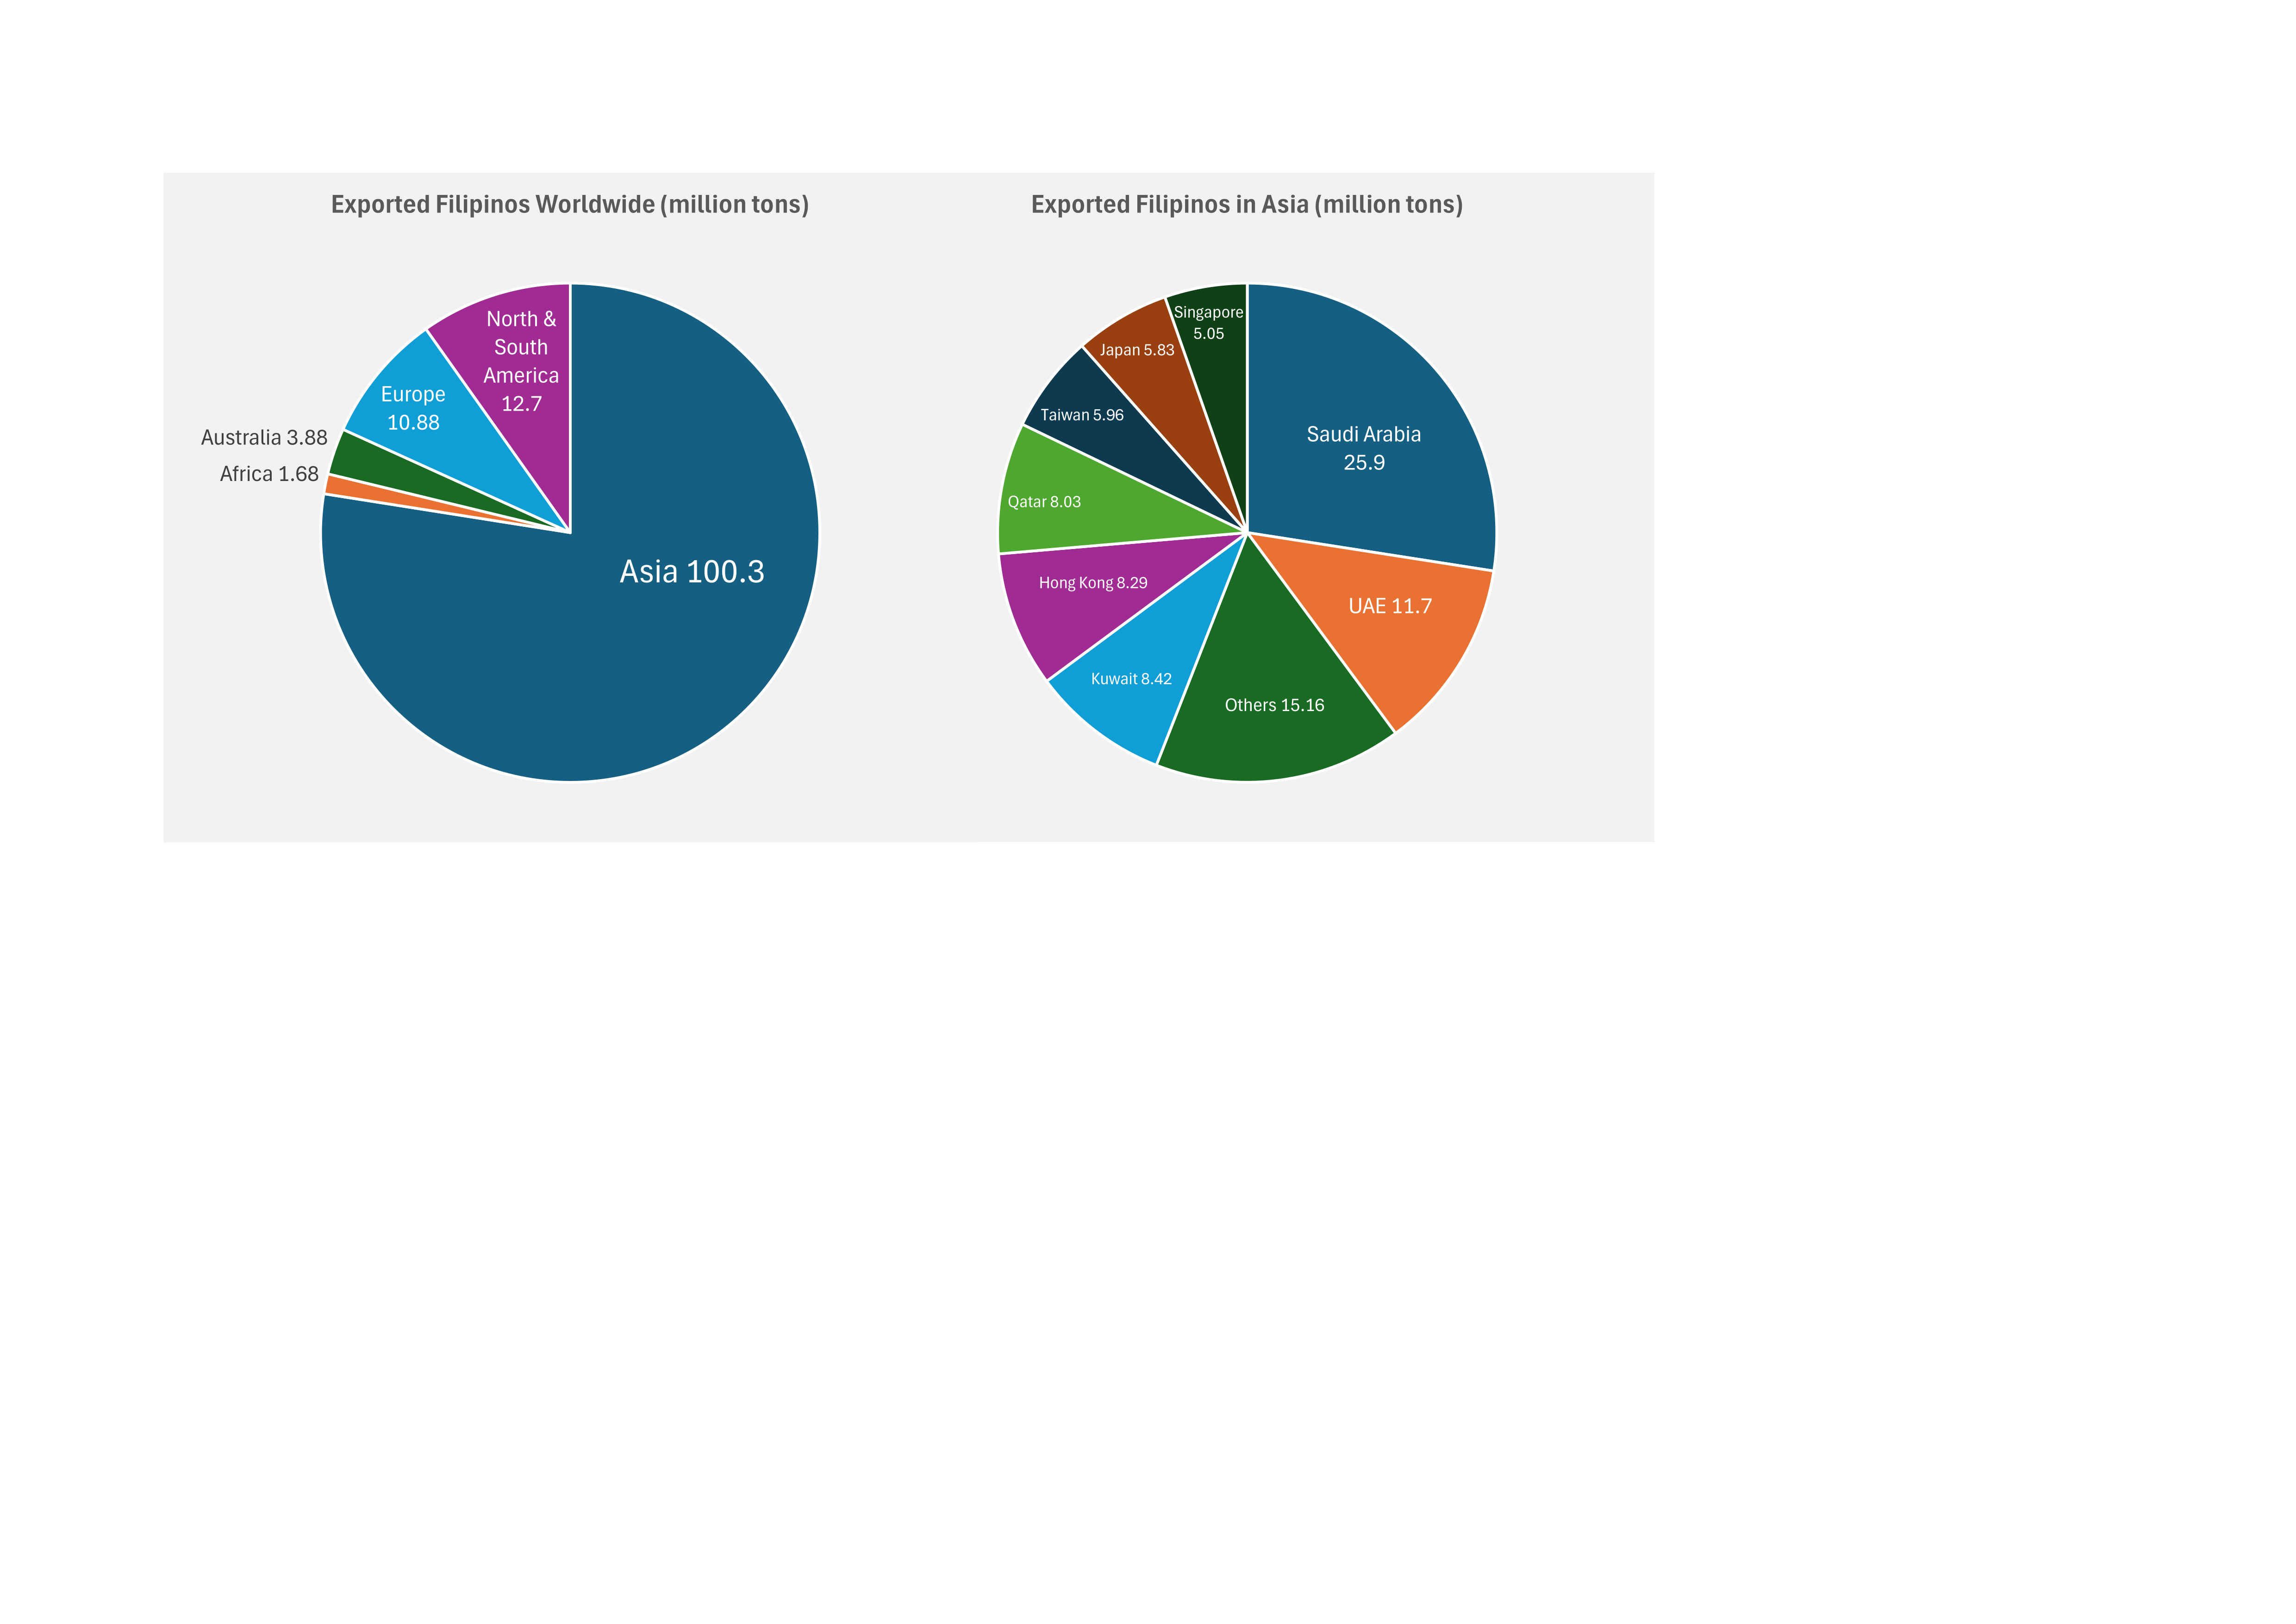 Exported Filipinos Worldwide (million tons)
North &
South
America
12.7
Europe
10.88
Australia 3.88
Africa 1.68
Asia 100.3
Exported Filipinos in Asia (million tons)
Singapore
5.05
Japan 5.83
Taiwan 5.96
Saudi Arabia
25.9
Qatar 8.03
Hong Kong 8.29
UAE 11.7
Kuwait 8.42
Others 15.16